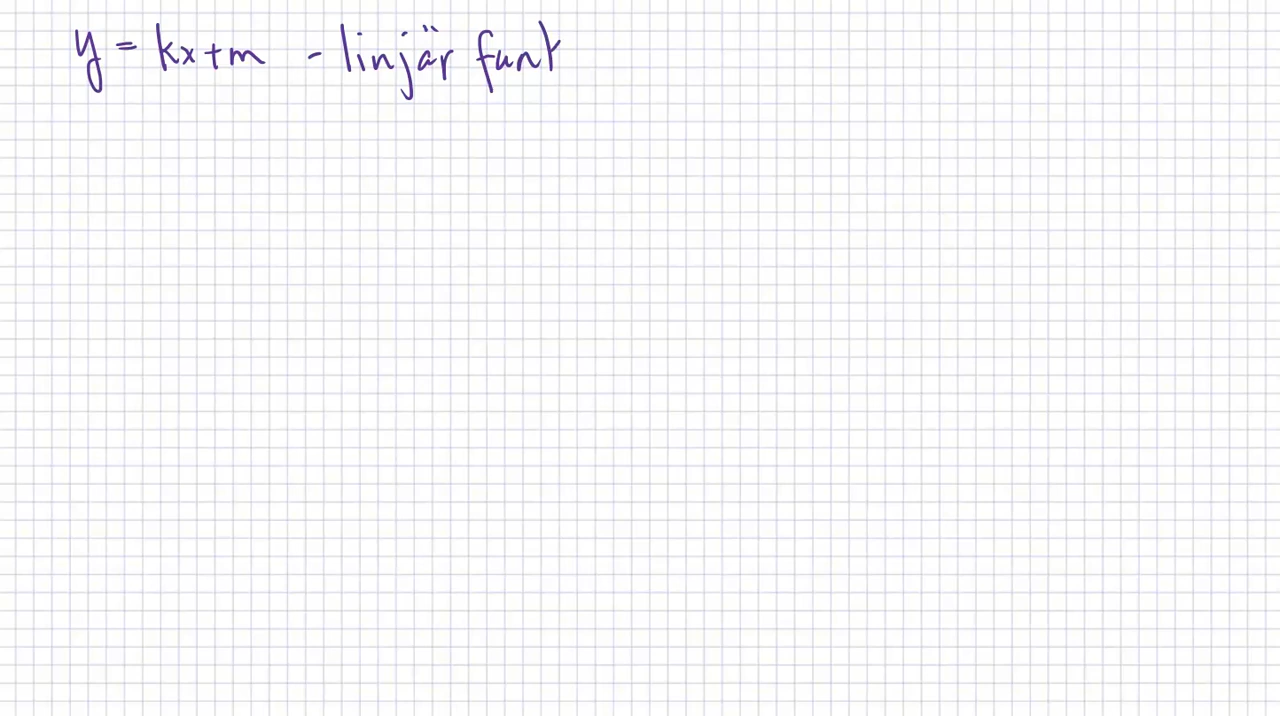 y = kx+m - linjär funk